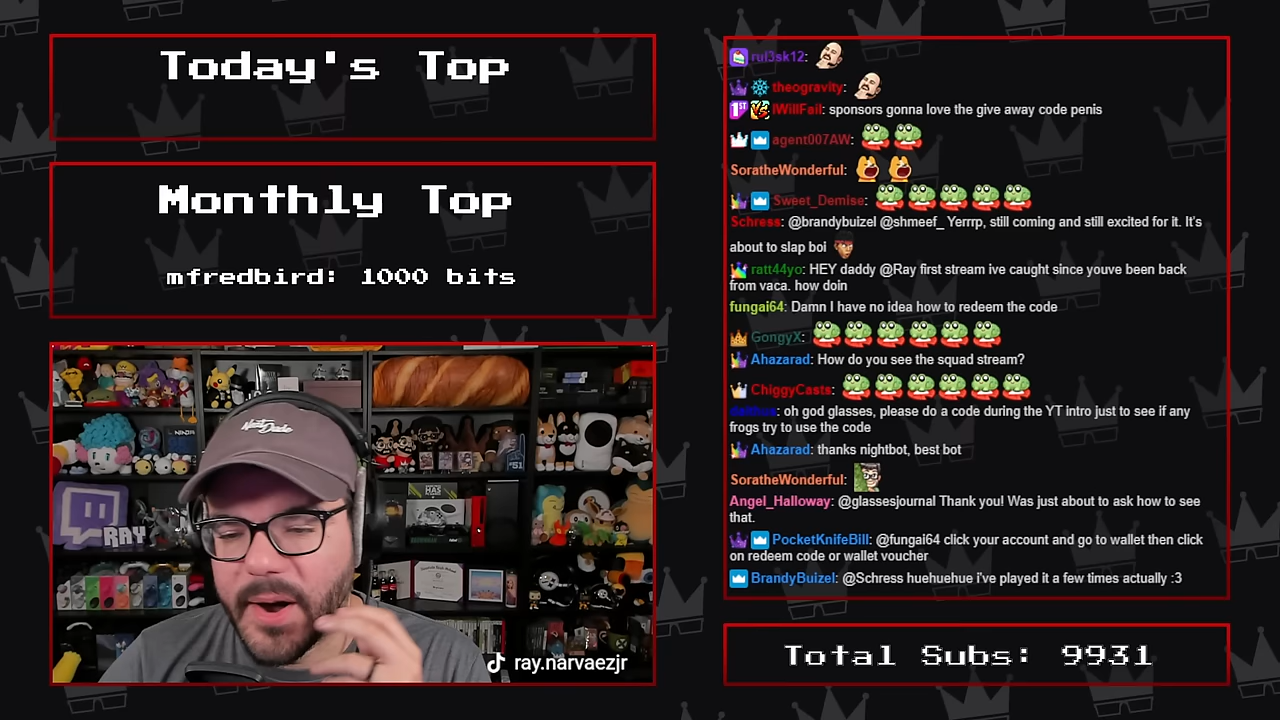 Today's Top
Monthly Top
mfredbird: 1000 bits
RAY
ray.narvaezjr
rul3sk12:
theogravity:
1ST IWillFail: sponsors gonna love the give away code penis
agent007AW:
SoratheWonderful:
Sweet_Demise:
Schress: @brandybuizel @shmeef_ Yerrrp, still coming and still excited for it. It's
about to slap boi
ratt44yo: HEY daddy @Ray first stream ive caught since youve been back
from vaca. how doin
fungai64: Damn I have no idea how to redeem the code
GongyX:
Ahazarad: How do you see the squad stream?
ChiggyCasts:
: oh god glasses, please do a code during the YT intro just to see if any
frogs try to use the code
Ahazarad: thanks nightbot, best bot
SoratheWonderful:
Angel_Halloway: @glassesjournal Thank you! Was just about to ask how to see
that.
PocketKnifeBill: @fungai64 click your account and go to wallet then click
on redeem code or wallet voucher
BrandyBuizel: @Schress huehuehue i've played it a few times actually :3
Total Subs: 9931